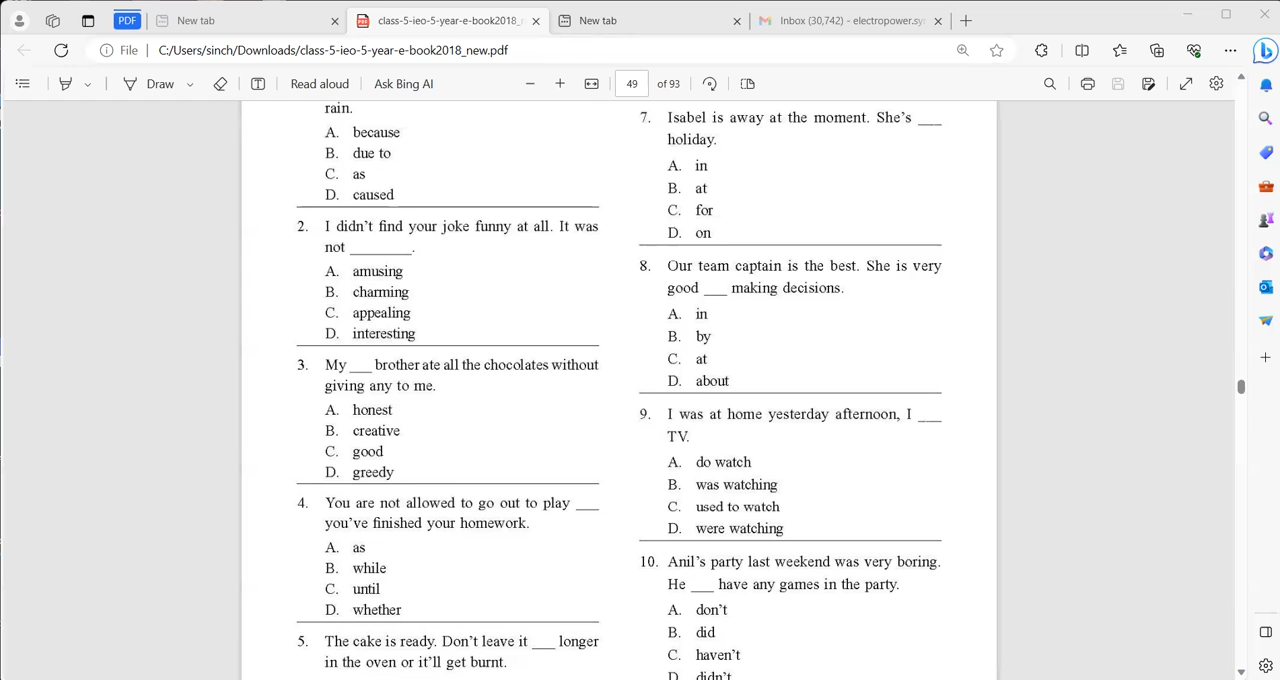 PDF
New tab
class-5-ieo-5-year-e-book2018_
New tab
Inbox (30,742) - electropower.sy
File
C:/Users/sinch/Downloads/class-5-ieo-5-year-e-book2018_new.pdf
Draw
Read aloud
Ask Bing AI
49 of 93
rain.
A. because
B. due to
C. as
D. caused
2. I didn't find your joke funny at all. It was
not ________.
A. amusing
B. charming
C. appealing
D. interesting
3. My ___ brother ate all the chocolates without
giving any to me.
A. honest
B. creative
C. good
D. greedy
4. You are not allowed to go out to play ___
you've finished your homework.
A. as
B. while
C. until
D. whether
5. The cake is ready. Don't leave it ___ longer
in the oven or it'll get burnt.
7. Isabel is away at the moment. She's ___
holiday.
A. in
B. at
C. for
D. on
8. Our team captain is the best. She is very
good ___ making decisions.
A. in
B. by
C. at
D. about
9. I was at home yesterday afternoon, I ___
TV.
A. do watch
B. was watching
C. used to watch
D. were watching
10. Anil's party last weekend was very boring.
He ___ have any games in the party.
A. don't
B. did
C. haven't
D. didn't